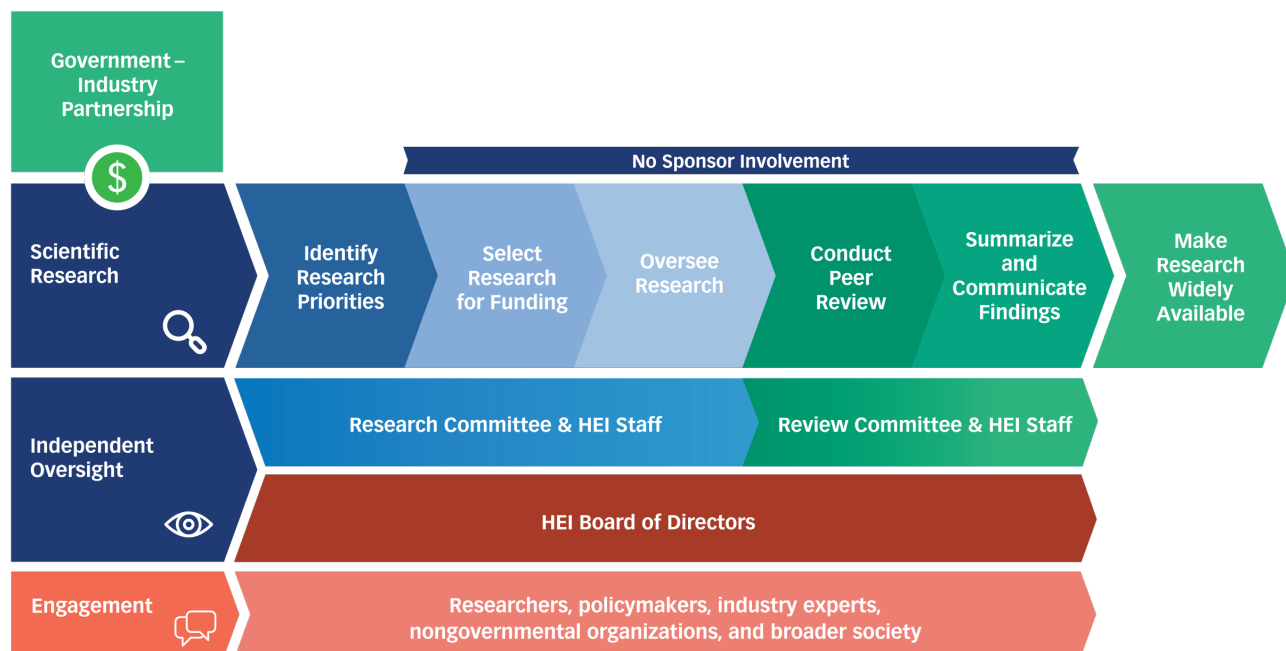 Government –
Industry
Partnership
$
No Sponsor Involvement
Scientific
Research
Identify
Research
Priorities
Select
Research
for Funding
Oversee
Research
Conduct
Peer
Review
Summarize
and
Communicate
Findings
Make
Research
Widely
Available
Independent
Oversight
Research Committee & HEI Staff
Review Committee & HEI Staff
HEI Board of Directors
Engagement
Researchers, policymakers, industry experts,
nongovernmental organizations, and broader society